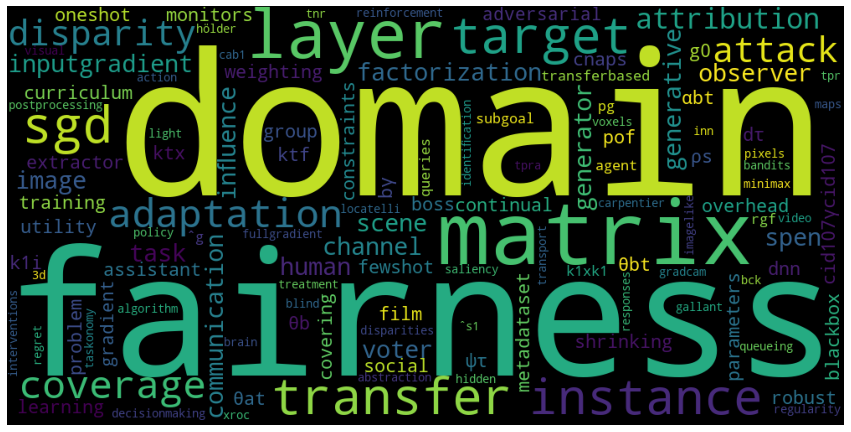 oneshot monitors tnr reinforcement adversarial attribution
disparity hölder layer target visual cab1 cnaps g0 attack
inputgradient action weighting factorization transferbased observer tpr
curriculum domain constraints pg αbt generative maps
postprocessing sgd light influence group queries subgoal voxels inn
extractor ktx ktf identification pof generator dτ
image by tpra agent ρs pixels bandits
training adaptation locatelli boss continual carpentier minimax
utility policy ^g fullgradient scene matrix imagelike overhead rgf video
k1i task communication channel transport spen
3d assistant human fewshot saliency k1xk1 θbt gradcam dnn cid107ycid107
interventions fairness treatment
problem gradient algorithm blind θb covering film responses bck gallant
regret taskonomy brain disparities voter ˆs1 metadataset shrinking parameters queueing blackbox
social ψτ
coverage abstraction hidden
learning decisionmaking θat xroc transfer instance robust regularity